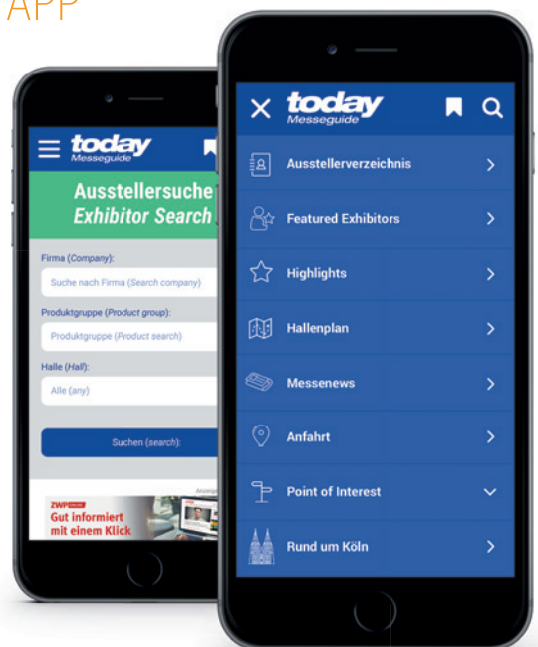 APP
today
Messeguide
Ausstellersuche
Exhibitor Search
Firma (Company):
Suche nach Firma (Search company)
Produktgruppe (Product group):
Produktgruppe (Product search)
Halle (Hall):
Alle (any)
Suchen (search):
ZWP ONLINE
Gut informiert
mit einem Klick
today
Messeguide
Ausstellerverzeichnis
Featured Exhibitors
Highlights
Hallenplan
Messenews
Anfahrt
Point of Interest
Rund um Köln